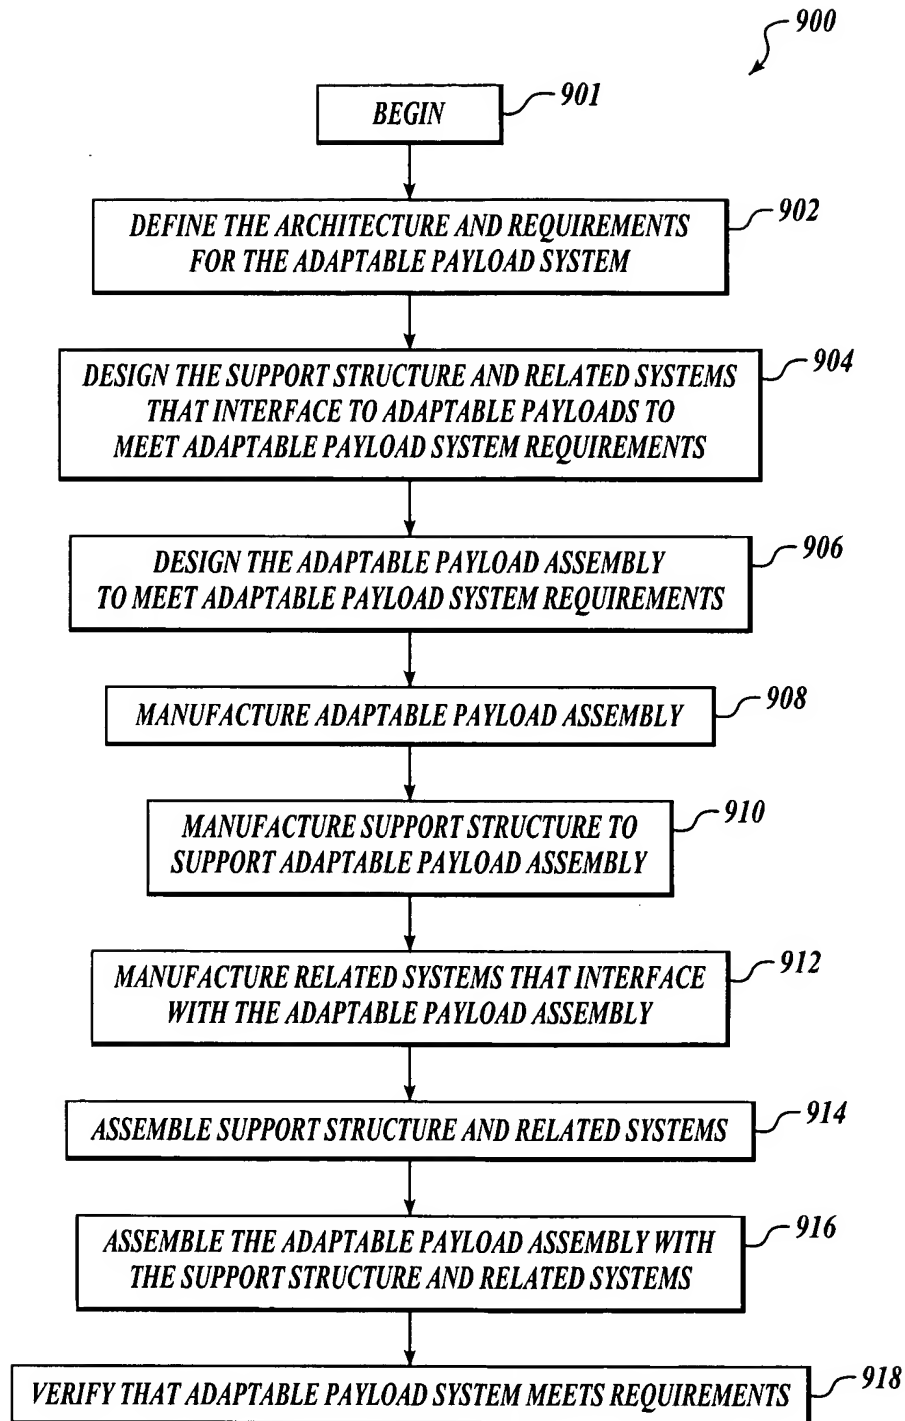 900
BEGIN
901
DEFINE THE ARCHITECTURE AND REQUIREMENTS
FOR THE ADAPTABLE PAYLOAD SYSTEM
902
DESIGN THE SUPPORT STRUCTURE AND RELATED SYSTEMS
THAT INTERFACE TO ADAPTABLE PAYLOADS TO
MEET ADAPTABLE PAYLOAD SYSTEM REQUIREMENTS
904
DESIGN THE ADAPTABLE PAYLOAD ASSEMBLY
TO MEET ADAPTABLE PAYLOAD SYSTEM REQUIREMENTS
906
MANUFACTURE ADAPTABLE PAYLOAD ASSEMBLY
908
MANUFACTURE SUPPORT STRUCTURE TO
SUPPORT ADAPTABLE PAYLOAD ASSEMBLY
910
MANUFACTURE RELATED SYSTEMS THAT INTERFACE
WITH THE ADAPTABLE PAYLOAD ASSEMBLY
912
ASSEMBLE SUPPORT STRUCTURE AND RELATED SYSTEMS
914
ASSEMBLE THE ADAPTABLE PAYLOAD ASSEMBLY WITH
THE SUPPORT STRUCTURE AND RELATED SYSTEMS
916
VERIFY THAT ADAPTABLE PAYLOAD SYSTEM MEETS REQUIREMENTS
918